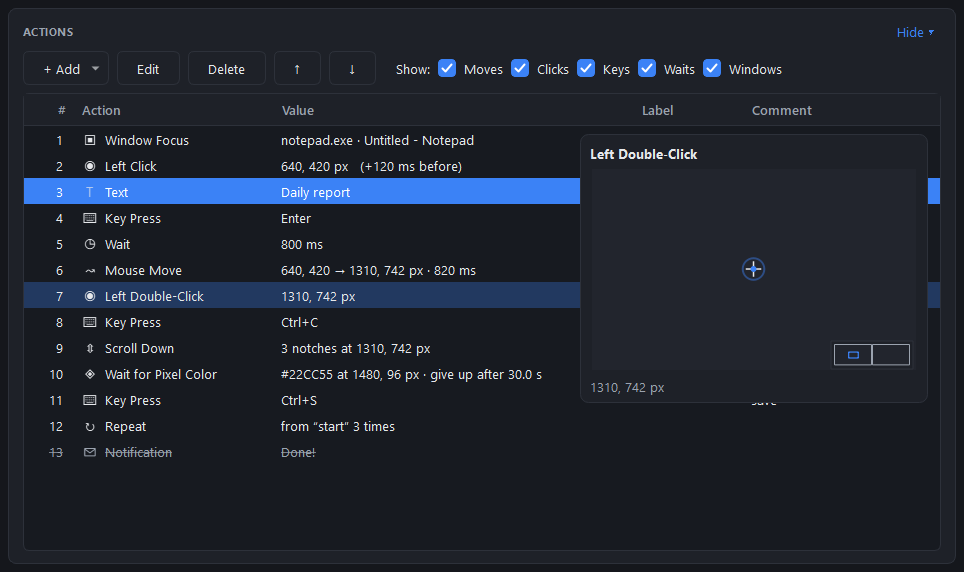 ACTIONS
Hide ▾
+ Add ▾ Edit Delete ↑ ↓ Show: Moves Clicks Keys Waits Windows
# Action Value Label Comment
1 Window Focus notepad.exe · Untitled - Notepad
2 Left Click 640, 420 px (+120 ms before)
3 Text Daily report
4 Key Press Enter
5 Wait 800 ms
6 Mouse Move 640, 420 → 1310, 742 px · 820 ms
7 Left Double-Click 1310, 742 px
8 Key Press Ctrl+C
9 Scroll Down 3 notches at 1310, 742 px
10 Wait for Pixel Color #22CC55 at 1480, 96 px · give up after 30.0 s
11 Key Press Ctrl+S
12 Repeat from “start” 3 times
13 Notification Done!
Left Double-Click
1310, 742 px